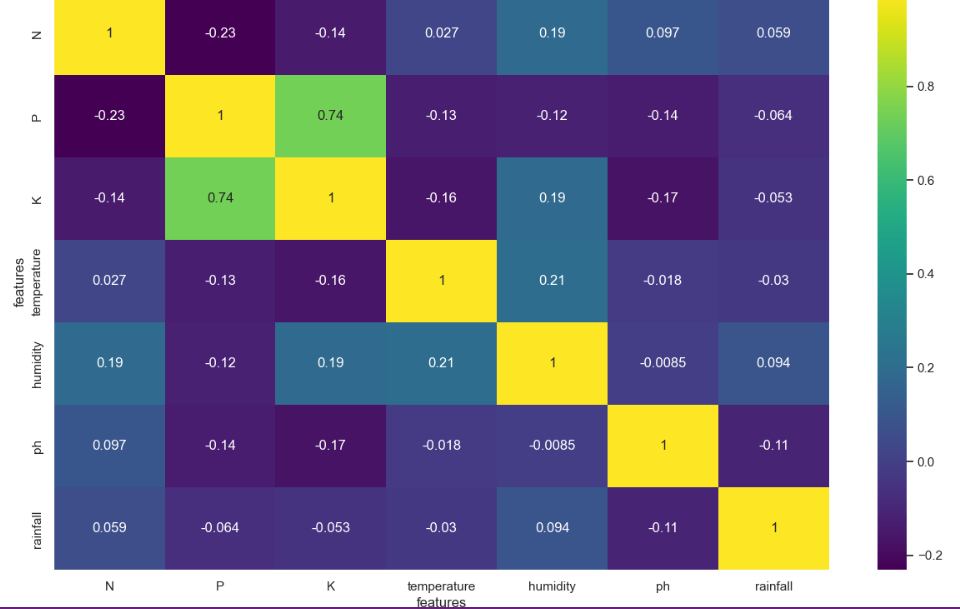 N 1 -0.23 -0.14 0.027 0.19 0.097 0.059
P -0.23 1 0.74 -0.13 -0.12 -0.14 -0.064
K -0.14 0.74 1 -0.16 0.19 -0.17 -0.053
temperature 0.027 -0.13 -0.16 1 0.21 -0.018 -0.03
humidity 0.19 -0.12 0.19 0.21 1 -0.0085 0.094
ph 0.097 -0.14 -0.17 -0.018 -0.0085 1 -0.11
rainfall 0.059 -0.064 -0.053 -0.03 0.094 -0.11 1
features
N P K temperature humidity ph rainfall
features
0.8
0.6
0.4
0.2
0.0
−0.2